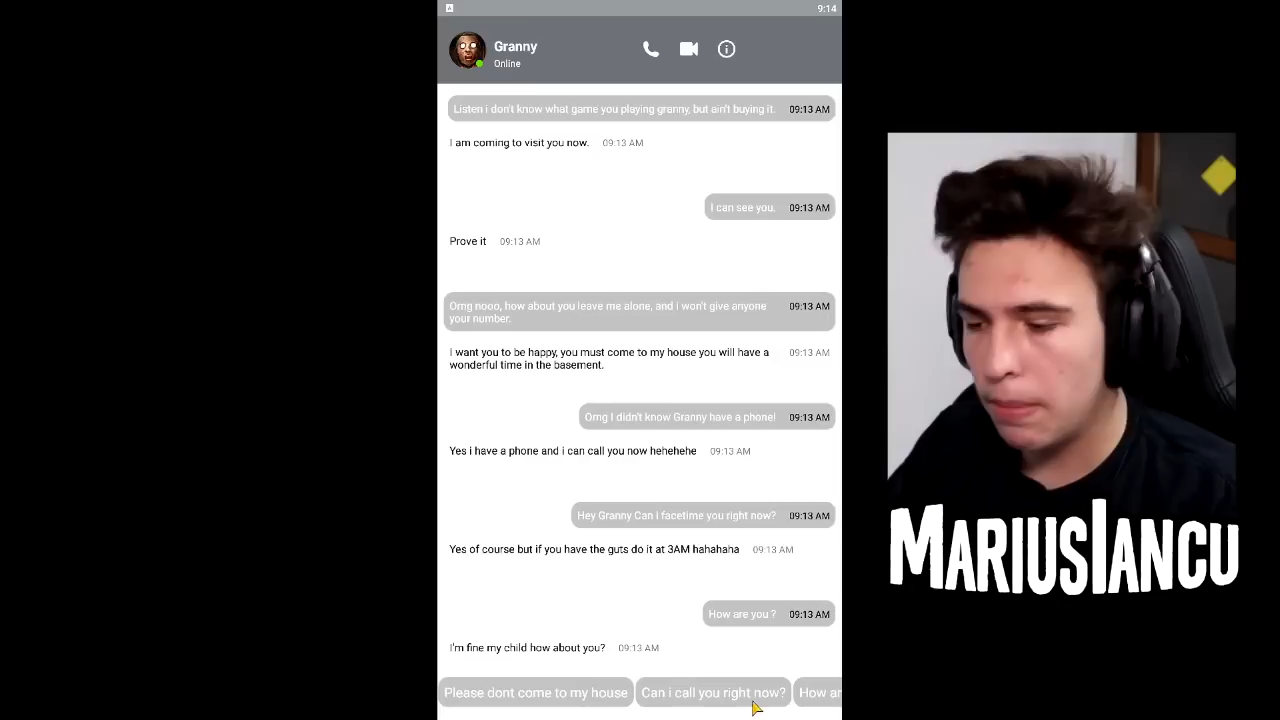 9:14
Granny
Online
Listen i don't know what game you playing granny, but ain't buying it. 09:13 AM
I am coming to visit you now. 09:13 AM
I can see you. 09:13 AM
Prove it 09:13 AM
Omg nooo, how about you leave me alone, and I won't give anyone 09:13 AM
your number.
I want you to be happy, you must come to my house you will have a 09:13 AM
wonderful time in the basement.
Omg I didn't know Granny have a phone! 09:13 AM
Yes i have a phone and i can call you now hehehehe 09:13 AM
Hey Granny Can i facetime you right now? 09:13 AM
Yes of course but if you have the guts do it at 3AM hahahaha 09:13 AM
How are you ? 09:13 AM
I'm fine my child how about you? 09:13 AM
Please dont come to my house Can i call you right now? How ar
MARIUSIANCU